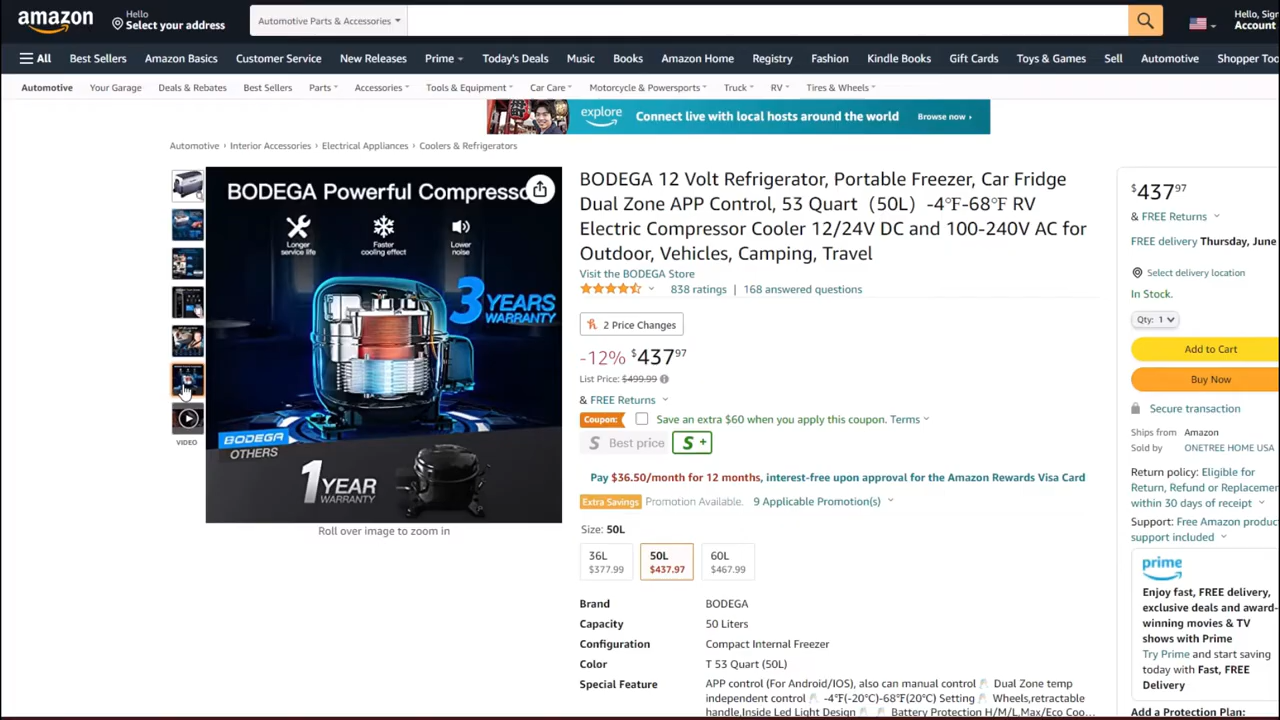 amazon
Hello
Select your address
Automotive Parts & Accessories
Hello, Sig
Account
All
Best Sellers
Amazon Basics
Customer Service
New Releases
Prime
Today's Deals
Music
Books
Amazon Home
Registry
Fashion
Kindle Books
Gift Cards
Toys & Games
Sell
Automotive
Shopper Too
Automotive
Your Garage
Deals & Rebates
Best Sellers
Parts
Accessories
Tools & Equipment
Car Care
Motorcycle & Powersports
Truck
RV
Tires & Wheels
explore
Connect live with local hosts around the world
Browse now ›
Automotive › Interior Accessories › Electrical Appliances › Coolers & Refrigerators
BODEGA Powerful Compresso
Longer
service life
Faster
cooling effect
Lower
noise
3 YEARS
WARRANTY
BODEGA
OTHERS
1 YEAR
WARRANTY
VIDEO
Roll over image to zoom in
BODEGA 12 Volt Refrigerator, Portable Freezer, Car Fridge
Dual Zone APP Control, 53 Quart（50L）-4℉-68℉ RV
Electric Compressor Cooler 12/24V DC and 100-240V AC for
Outdoor, Vehicles, Camping, Travel
Visit the BODEGA Store
838 ratings | 168 answered questions
2 Price Changes
-12% $437.97
List Price: $499.99
& FREE Returns
Coupon: Save an extra $60 when you apply this coupon. Terms
S Best price S +
Pay $36.50/month for 12 months, interest-free upon approval for the Amazon Rewards Visa Card
Extra Savings Promotion Available. 9 Applicable Promotion(s)
Size: 50L
36L
$377.99
50L
$437.97
60L
$467.99
Brand BODEGA
Capacity 50 Liters
Configuration Compact Internal Freezer
Color T 53 Quart (50L)
Special Feature APP control (For Android/IOS), also can manual control Dual Zone temp
independent control -4℉(-20℃)-68℉(20℃) Setting Wheels,retractable
handle,Inside Led Light Design Battery Protection H/M/L,Max/Eco Coo...
$437.97
& FREE Returns
FREE delivery Thursday, June
Select delivery location
In Stock.
Qty: 1
Add to Cart
Buy Now
Secure transaction
Ships from Amazon
Sold by ONETREE HOME USA
Return policy: Eligible for
Return, Refund or Replacemen
within 30 days of receipt
Support: Free Amazon produc
support included
prime
Enjoy fast, FREE delivery,
exclusive deals and award-
winning movies & TV
shows with Prime
Try Prime and start saving
today with Fast, FREE
Delivery
Add a Protection Plan: